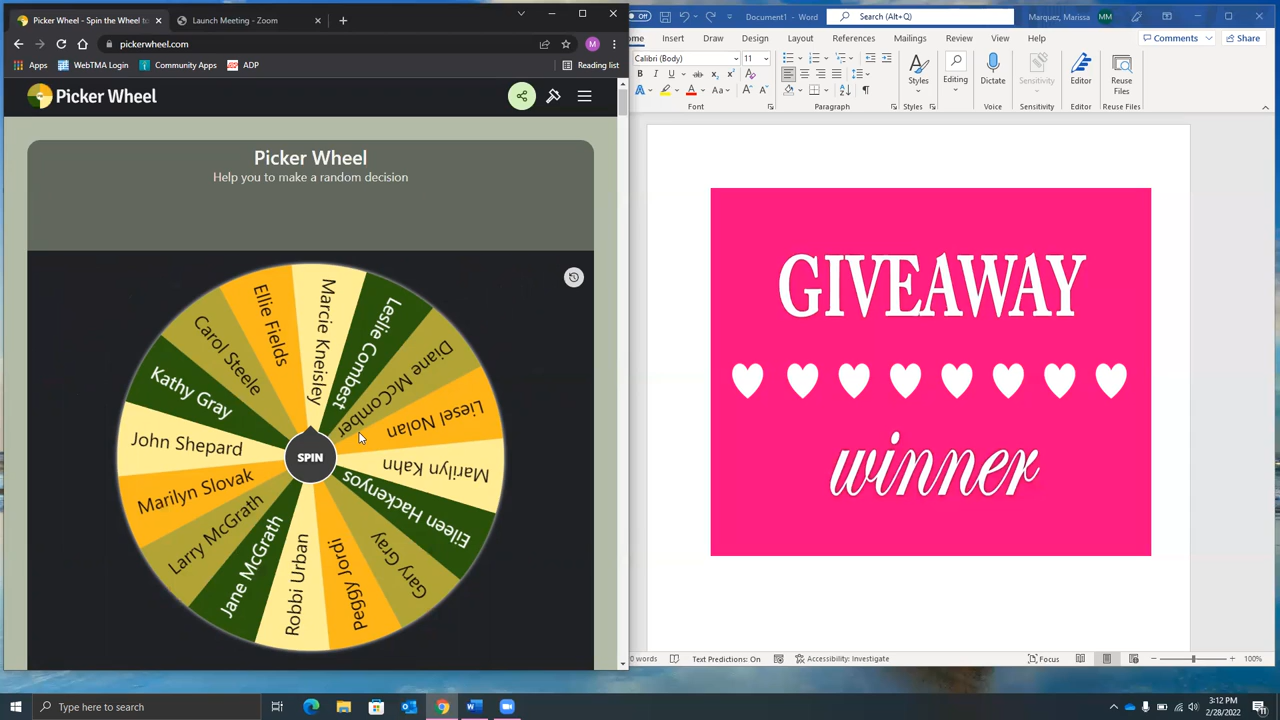 Picker Wheel - Spin the Wheel
Launch Meeting - Zoom
pickerwheel.com
M
Apps
WebUMA Login
Communicator Apps
ADP
Reading list
Picker Wheel
Picker Wheel
Help you to make a random decision
Marcie Kneisley
Leslie Combest
Diane McComber
Liesel Nolan
Marilyn Kahn
Eileen Hackenyos
Gary Gray
Peggy Jordi
Robbi Urban
Jane McGrath
Larry McGrath
Marilyn Slovak
John Shepard
Kathy Gray
Carol Steele
Ellie Fields
SPIN
Off
Document1 - Word
Search (Alt+Q)
Marquez, Marissa
MM
Insert
Draw
Design
Layout
References
Mailings
Review
View
Help
Comments
Share
Calibri (Body)
11
Styles
Editing
Dictate
Sensitivity
Editor
Reuse Files
Font
Paragraph
Styles
Voice
Sensitivity
Editor
Reuse Files
GIVEAWAY
winner
0 words
Text Predictions: On
Accessibility: Investigate
Focus
100%
Type here to search
3:12 PM
2/28/2022